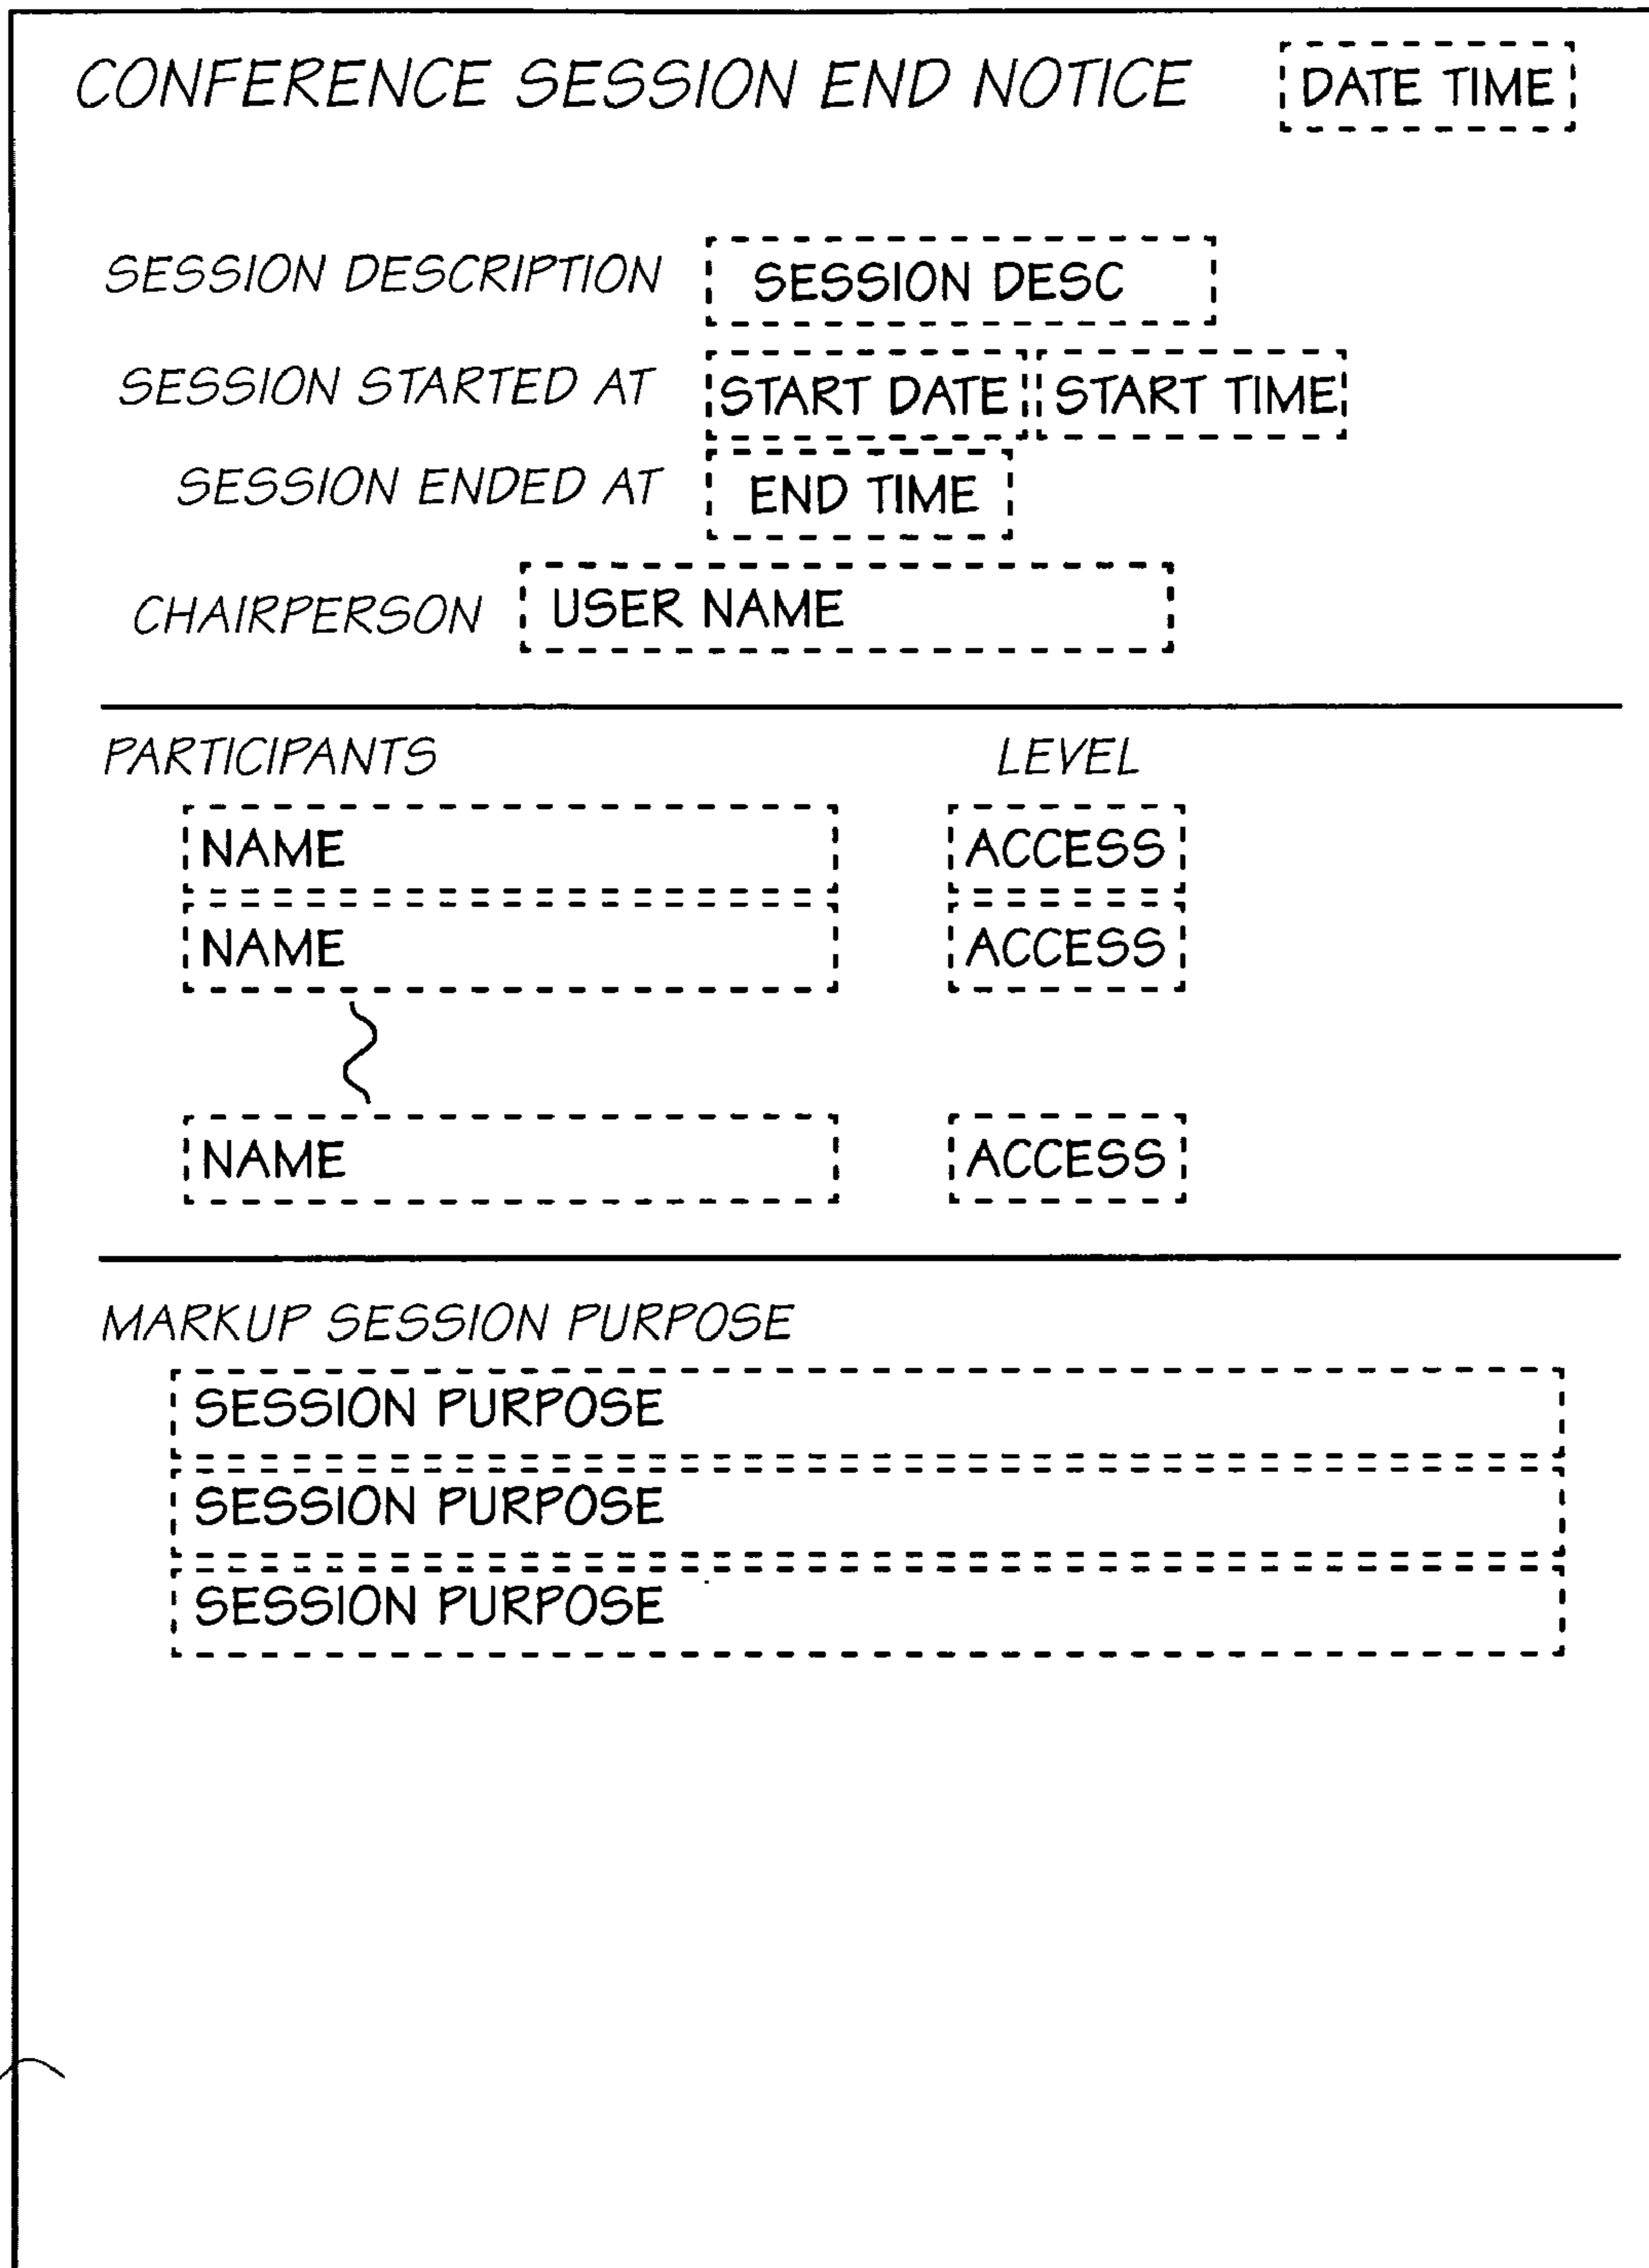 CONFERENCE SESSION END NOTICE DATE TIME
SESSION DESCRIPTION SESSION DESC
SESSION STARTED AT START DATE START TIME
SESSION ENDED AT END TIME
CHAIRPERSON USER NAME
PARTICIPANTS LEVEL
NAME ACCESS
NAME ACCESS
NAME ACCESS
MARKUP SESSION PURPOSE
SESSION PURPOSE
SESSION PURPOSE
SESSION PURPOSE